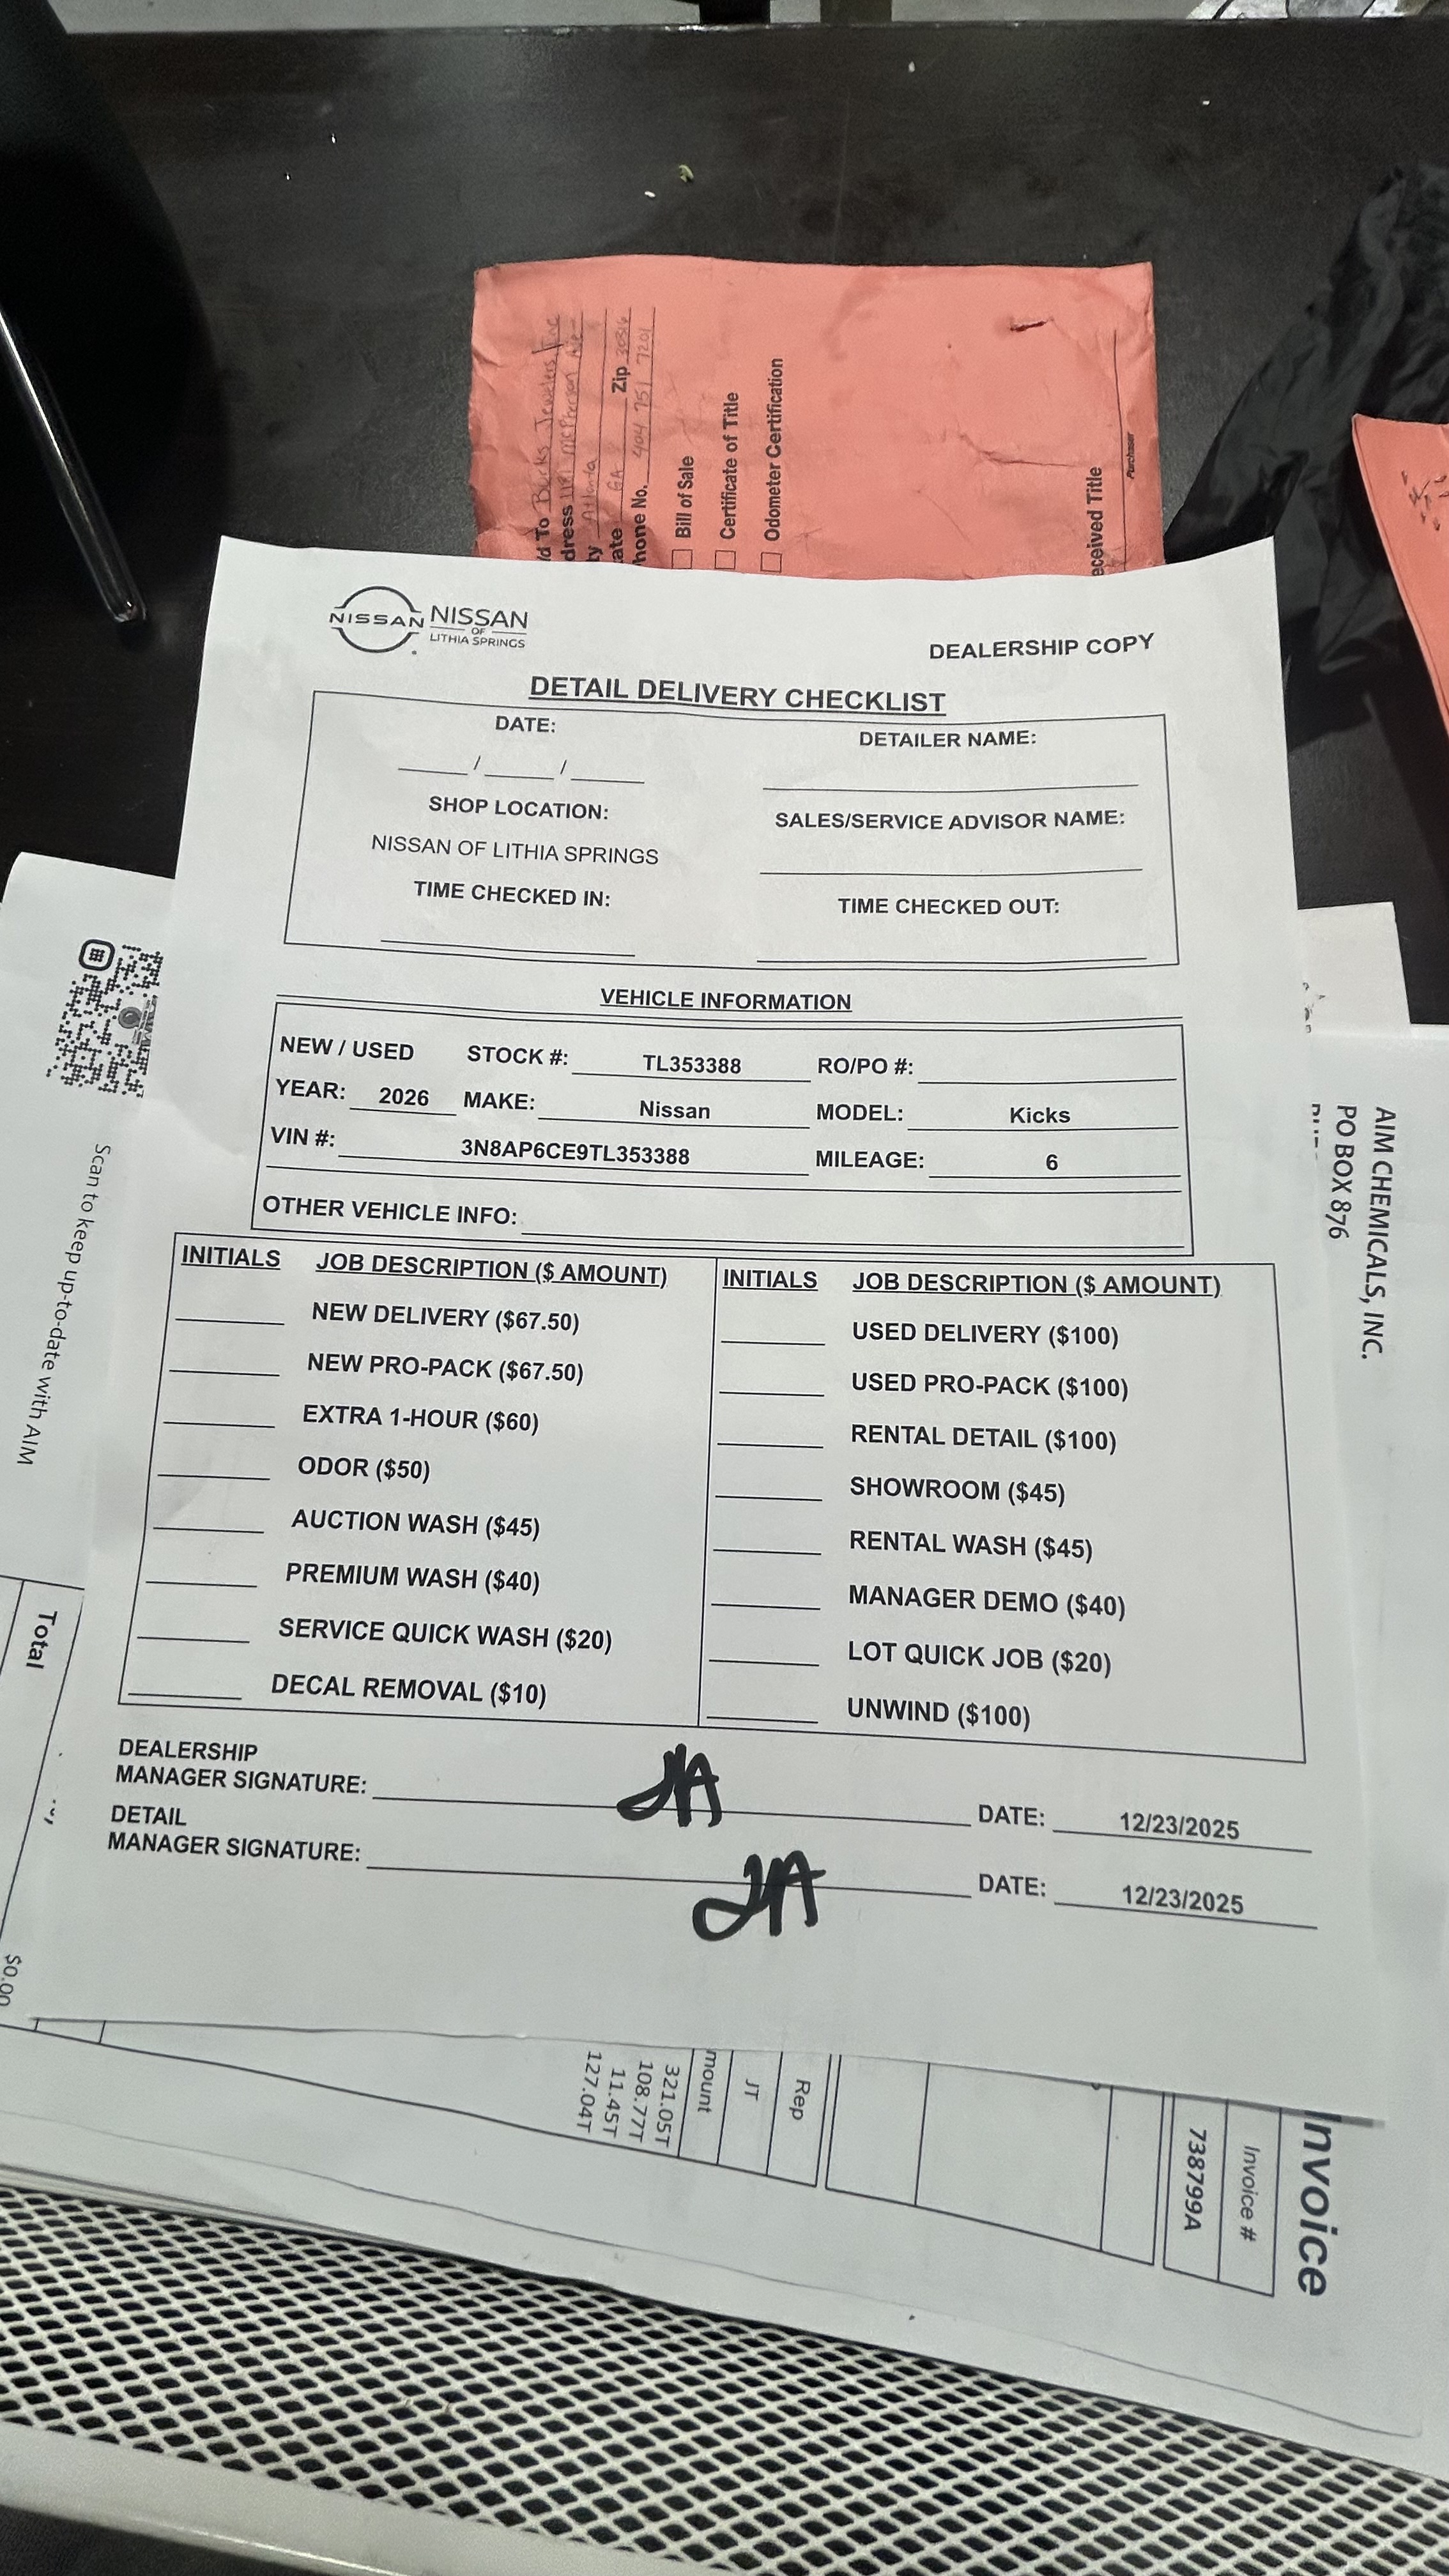 Burks Jewelers Inc
dress
Atlanta
ate GA Zip
hone No. 404 751 7201
Bill of Sale
Certificate of Title
Odometer Certification
eceived Title
Purchaser
NISSAN NISSAN
OF
LITHIA SPRINGS
DEALERSHIP COPY
DETAIL DELIVERY CHECKLIST
DATE: DETAILER NAME:
/ /
SHOP LOCATION: SALES/SERVICE ADVISOR NAME:
NISSAN OF LITHIA SPRINGS
TIME CHECKED IN: TIME CHECKED OUT:
VEHICLE INFORMATION
NEW / USED STOCK #: TL353388 RO/PO #:
YEAR: 2026 MAKE: Nissan MODEL: Kicks
VIN #: 3N8AP6CE9TL353388 MILEAGE: 6
OTHER VEHICLE INFO:
INITIALS JOB DESCRIPTION ($ AMOUNT) INITIALS JOB DESCRIPTION ($ AMOUNT)
NEW DELIVERY ($67.50) USED DELIVERY ($100)
NEW PRO-PACK ($67.50) USED PRO-PACK ($100)
EXTRA 1-HOUR ($60) RENTAL DETAIL ($100)
ODOR ($50) SHOWROOM ($45)
AUCTION WASH ($45) RENTAL WASH ($45)
PREMIUM WASH ($40) MANAGER DEMO ($40)
SERVICE QUICK WASH ($20) LOT QUICK JOB ($20)
DECAL REMOVAL ($10) UNWIND ($100)
DEALERSHIP
MANAGER SIGNATURE: JA DATE: 12/23/2025
DETAIL
MANAGER SIGNATURE: JA DATE: 12/23/2025
Scan to keep up-to-date with AIM
Total
$0.00
AIM CHEMICALS, INC.
PO BOX 876
Invoice
Invoice #
738799A
Rep
JT
mount
321.05T
108.77T
11.45T
127.04T